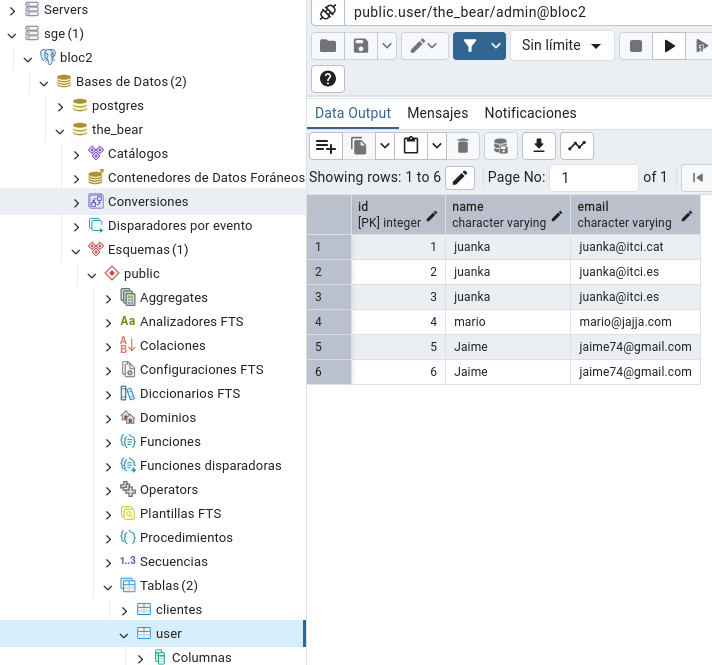 Servers
sge (1)
bloc2
Bases de Datos (2)
postgres
the_bear
Catálogos
Contenedores de Datos Foráneos
Conversiones
Disparadores por evento
Esquemas (1)
public
Aggregates
Aa Analizadores FTS
Colaciones
Configuraciones FTS
Diccionarios FTS
Dominios
Funciones
Funciones disparadoras
Operators
Plantillas FTS
Procedimientos
1..3 Secuencias
Tablas (2)
clientes
user
Columnas
public.user/the_bear/admin@bloc2
Sin límite
Data Output Mensajes Notificaciones
Showing rows: 1 to 6 Page No: 1 of 1
id name email
[PK] integer character varying character varying
1 1 juanka juanka@itci.cat
2 2 juanka juanka@itci.es
3 3 juanka juanka@itci.es
4 4 mario mario@jajja.com
5 5 Jaime jaime74@gmail.com
6 6 Jaime jaime74@gmail.com